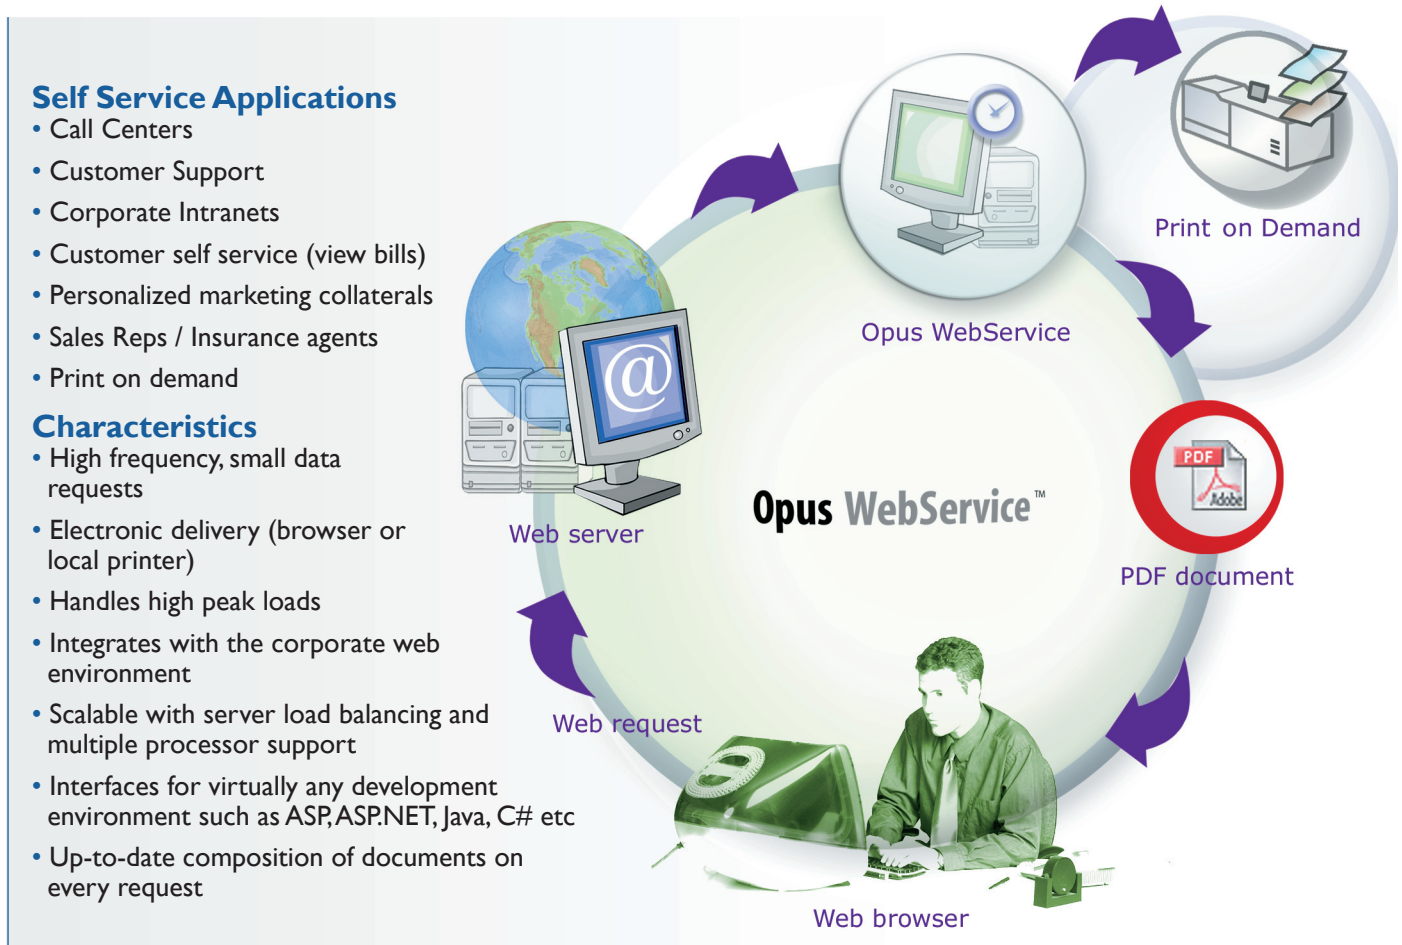 Self Service Applications
• Call Centers
• Customer Support
• Corporate Intranets
• Customer self service (view bills)
• Personalized marketing collaterals
• Sales Reps / Insurance agents
• Print on demand
Characteristics
• High frequency, small data
requests
• Electronic delivery (browser or
local printer)
• Handles high peak loads
• Integrates with the corporate web
environment
• Scalable with server load balancing and
multiple processor support
• Interfaces for virtually any development
environment such as ASP, ASP.NET, Java, C# etc
• Up-to-date composition of documents on
every request
Print on Demand
Opus WebService
@
Web server
Opus WebService™
PDF
Adobe
PDF document
Web request
Web browser